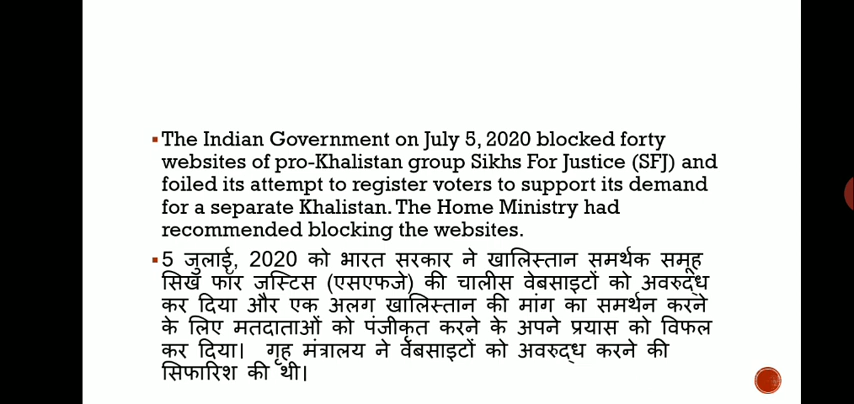 The Indian Government on July 5, 2020 blocked forty
websites of pro-Khalistan group Sikhs For Justice (SFJ) and
foiled its attempt to register voters to support its demand
for a separate Khalistan. The Home Ministry had
recommended blocking the websites.
5 जुलाई, 2020 को भारत सरकार ने खालिस्तान समर्थक समूह
सिख फॉर जस्टिस (एसएफजे) की चालीस वेबसाइटों को अवरुद्ध
कर दिया और एक अलग खालिस्तान की मांग का समर्थन करने
के लिए मतदाताओं को पंजीकृत करने के अपने प्रयास को विफल
कर दिया। गृह मंत्रालय ने वेबसाइटों को अवरुद्ध करने की
सिफारिश की थी।